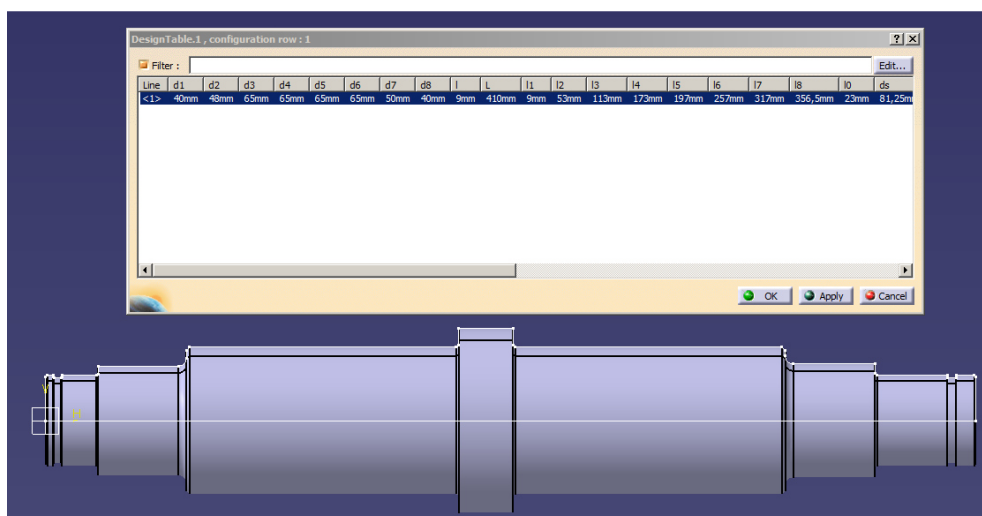 DesignTable.1 , configuration row : 1
Filter : Edit...
Line d1 d2 d3 d4 d5 d6 d7 d8 l L l1 l2 l3 l4 l5 l6 l7 l8 l0 ds
<1> 40mm 48mm 65mm 65mm 65mm 65mm 50mm 40mm 9mm 410mm 9mm 53mm 113mm 173mm 197mm 257mm 317mm 356,5mm 23mm 81,25m
OK Apply Cancel
H